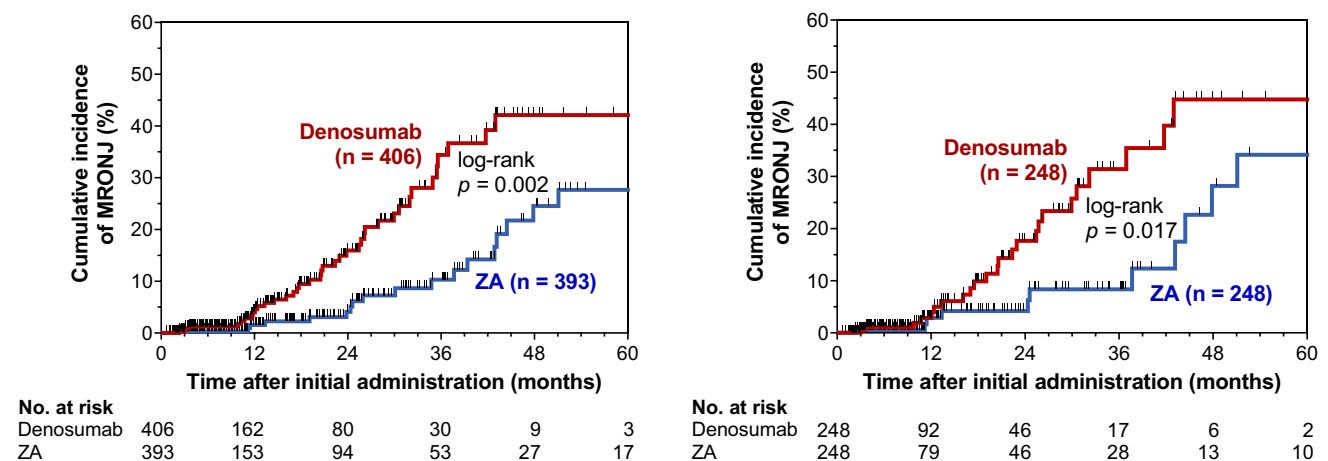 Cumulative incidence
of MRONJ (%)
60
50
40
30
20
10
0
Denosumab
(n = 406)
log-rank
p = 0.002
ZA (n = 393)
0 12 24 36 48 60
Time after initial administration (months)
No. at risk
Denosumab 406 162 80 30 9 3
ZA 393 153 94 53 27 17
Cumulative incidence
of MRONJ (%)
60
50
40
30
20
10
0
Denosumab
(n = 248)
log-rank
p = 0.017
ZA (n = 248)
0 12 24 36 48 60
Time after initial administration (months)
No. at risk
Denosumab 248 92 46 17 6 2
ZA 248 79 46 28 13 10